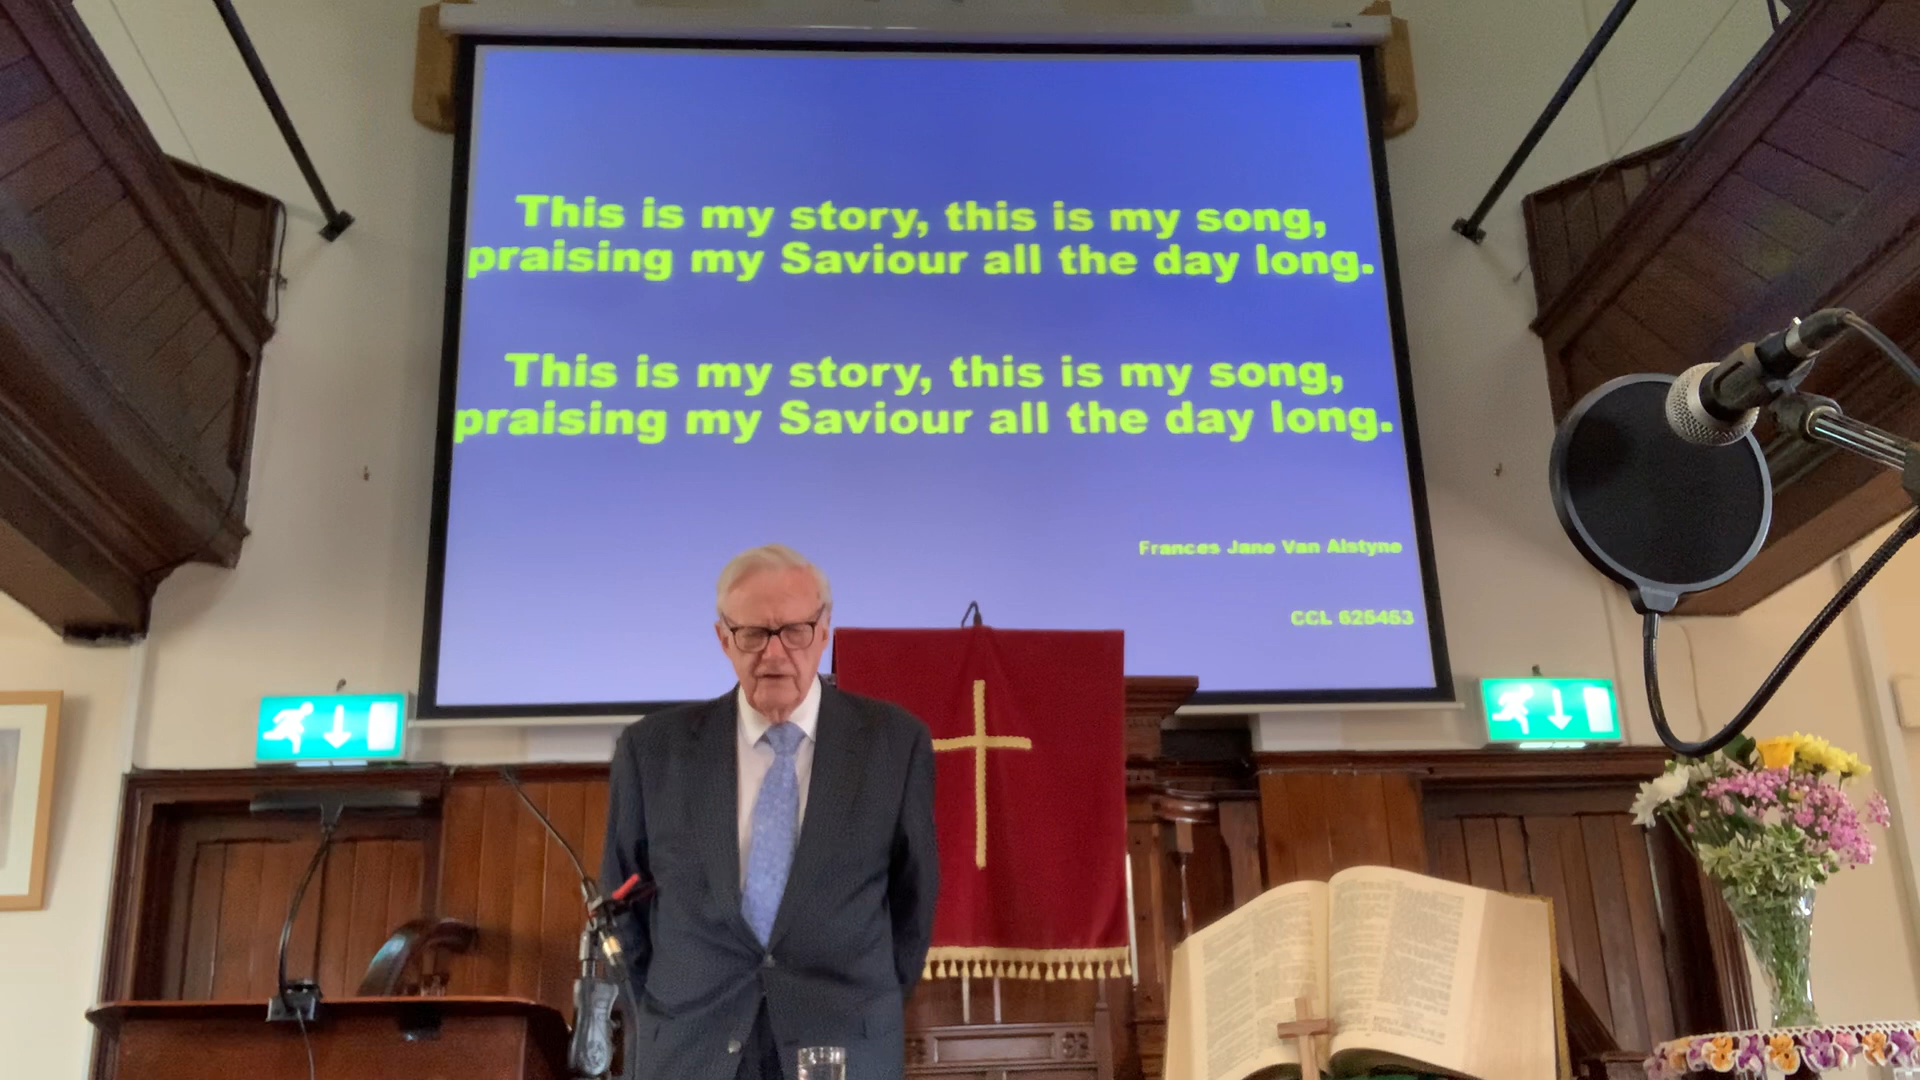 This is my story, this is my song,
praising my Saviour all the day long.
This is my story, this is my song,
praising my Saviour all the day long.
Frances Jane Van Alstyne
CCL 625453